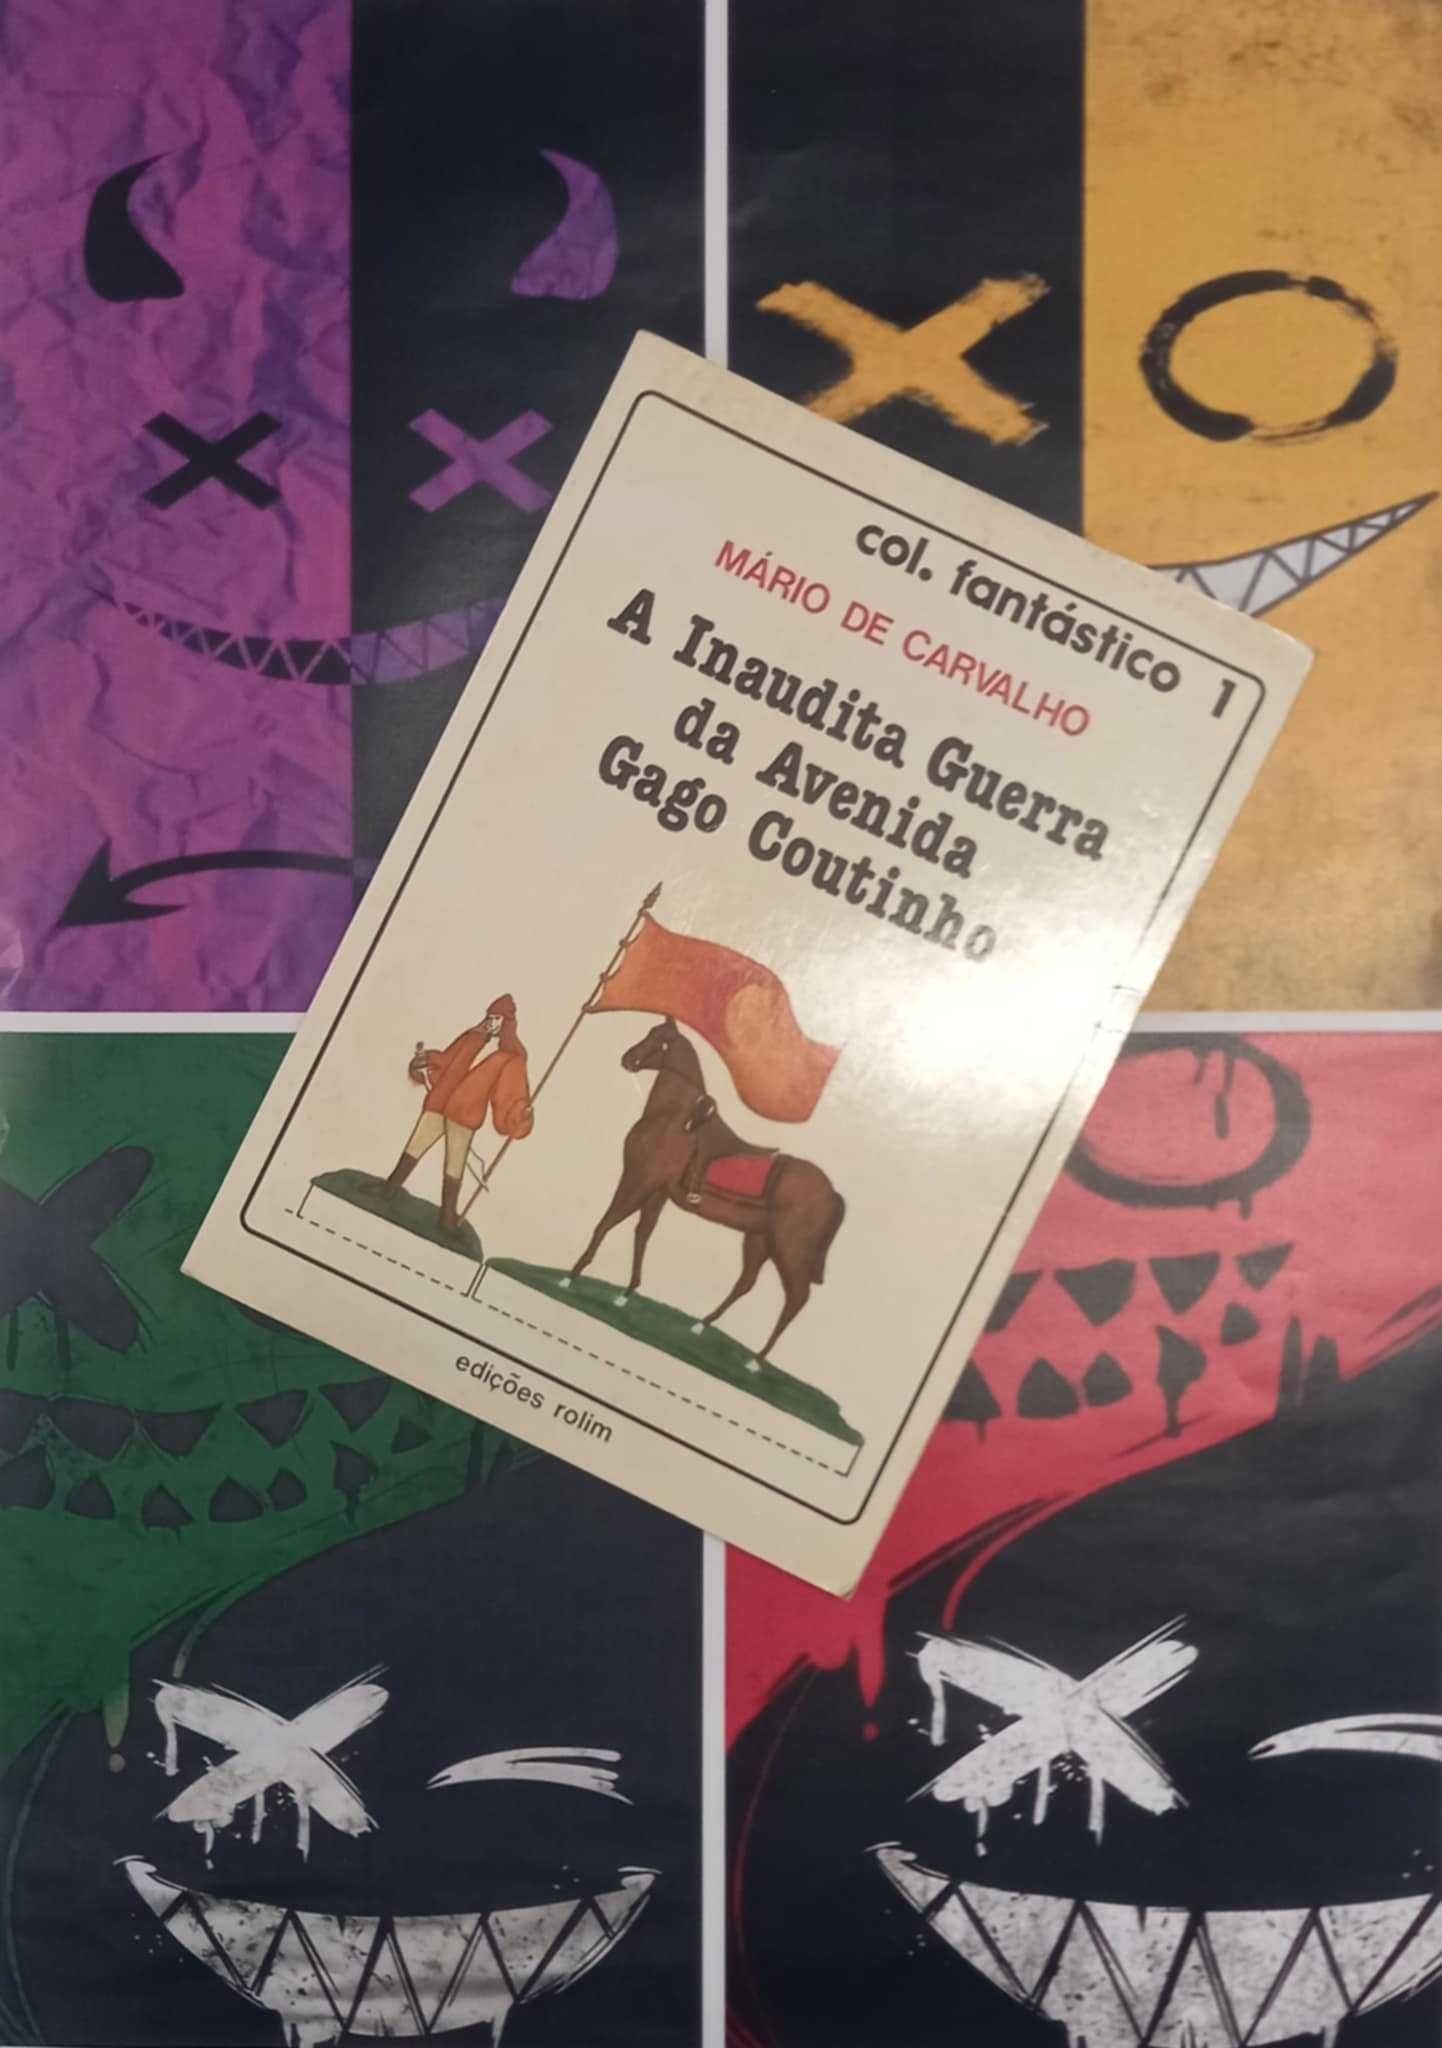 col. fantástico 1
MÁRIO DE CARVALHO
A Inaudita Guerra
da Avenida
Gago Coutinho
edições rolim